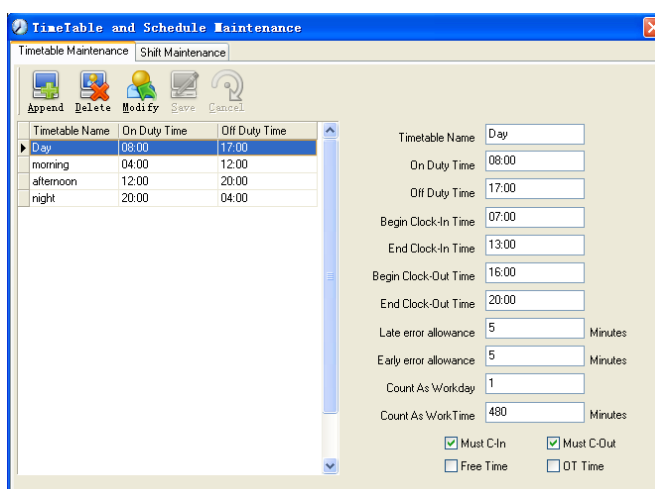 TimeTable and Schedule Maintenance
Timetable Maintenance Shift Maintenance
Append Delete Modify Save Cancel
Timetable Name On Duty Time Off Duty Time
Day 08:00 17:00
morning 04:00 12:00
afternoon 12:00 20:00
night 20:00 04:00
Timetable Name Day
On Duty Time 08:00
Off Duty Time 17:00
Begin Clock-In Time 07:00
End Clock-In Time 13:00
Begin Clock-Out Time 16:00
End Clock-Out Time 20:00
Late error allowance 5 Minutes
Early error allowance 5 Minutes
Count As Workday 1
Count As WorkTime 480 Minutes
Must C-In Must C-Out
Free Time OT Time